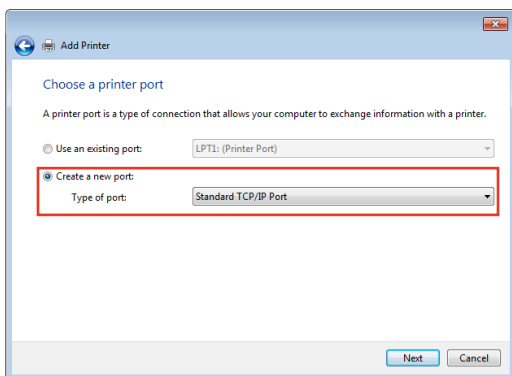 Add Printer
Choose a printer port
A printer port is a type of connection that allows your computer to exchange information with a printer.
Use an existing port: LPT1: (Printer Port)
Create a new port:
Type of port: Standard TCP/IP Port
Next Cancel